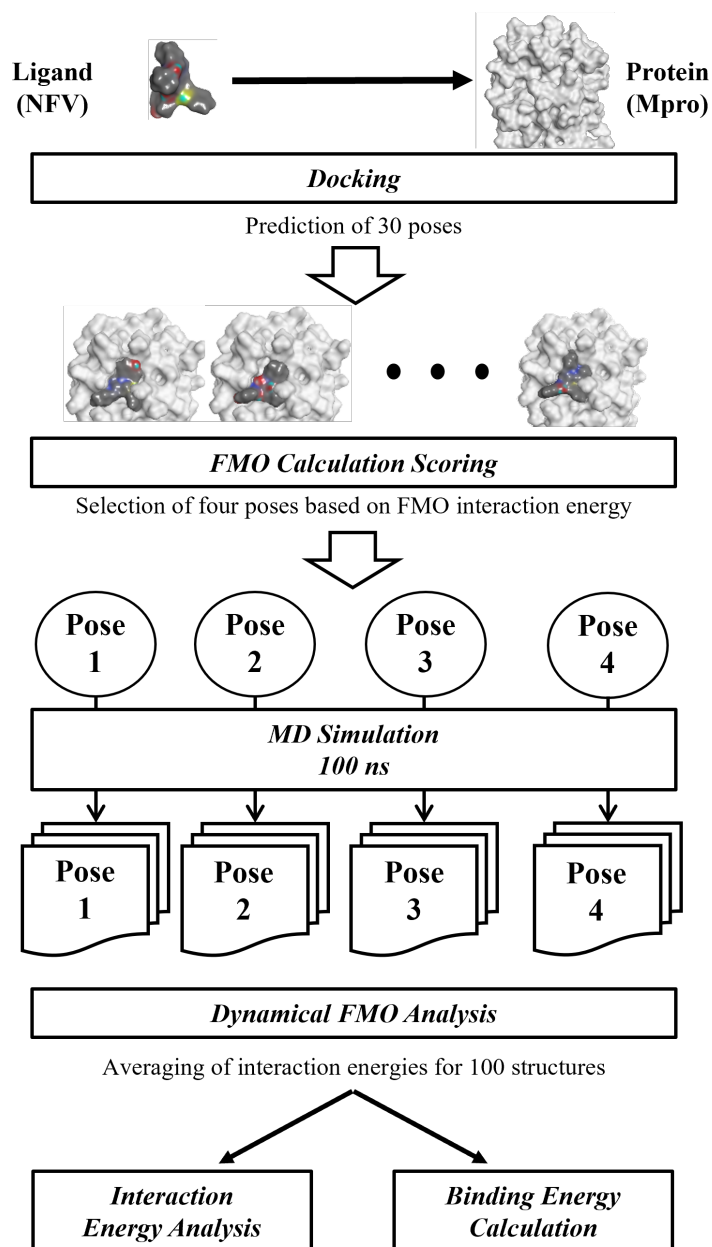 Ligand
(NFV)
Protein
(Mpro)
Docking
Prediction of 30 poses
FMO Calculation Scoring
Selection of four poses based on FMO interaction energy
Pose
1
Pose
2
Pose
3
Pose
4
MD Simulation
100 ns
Pose
1
Pose
2
Pose
3
Pose
4
Dynamical FMO Analysis
Averaging of interaction energies for 100 structures
Interaction
Energy Analysis
Binding Energy
Calculation